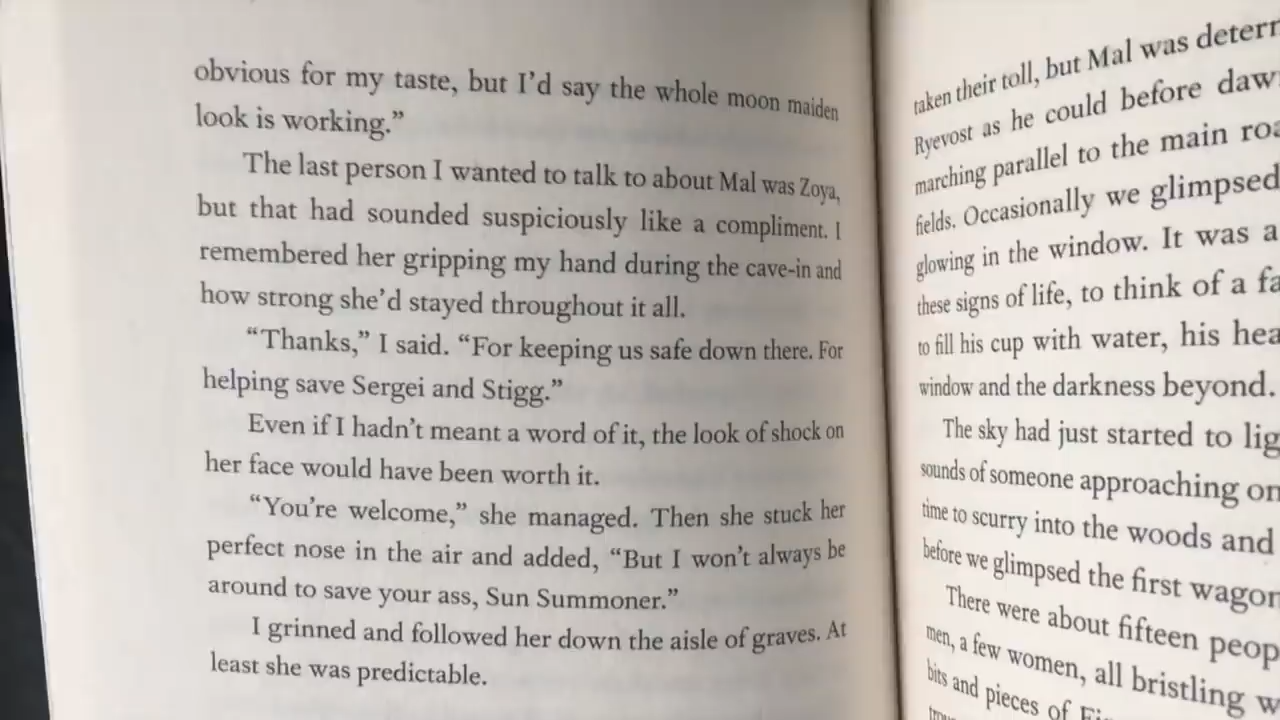 obvious for my taste, but I'd say the whole moon maiden
look is working.”
The last person I wanted to talk to about Mal was Zoya,
but that had sounded suspiciously like a compliment. I
remembered her gripping my hand during the cave-in and
how strong she'd stayed throughout it all.
“Thanks,” I said. “For keeping us safe down there. For
helping save Sergei and Stigg.”
Even if I hadn't meant a word of it, the look of shock on
her face would have been worth it.
“You're welcome,” she managed. Then she stuck her
perfect nose in the air and added, “But I won't always be
around to save your ass, Sun Summoner.”
I grinned and followed her down the aisle of graves. At
least she was predictable.
taken their toll, but Mal was
Ryevost as he could before
marching parallel to the main
fields. Occasionally we glimpsed
glowing in the window. It was a
these signs of life, to think of a
to fill his cup with water, his
window and the darkness beyond.
The sky had just started to
sounds of someone approaching
time to scurry into the woods and
before we glimpsed the first
There were about fifteen
men, a few women, all bristling
bits and pieces of